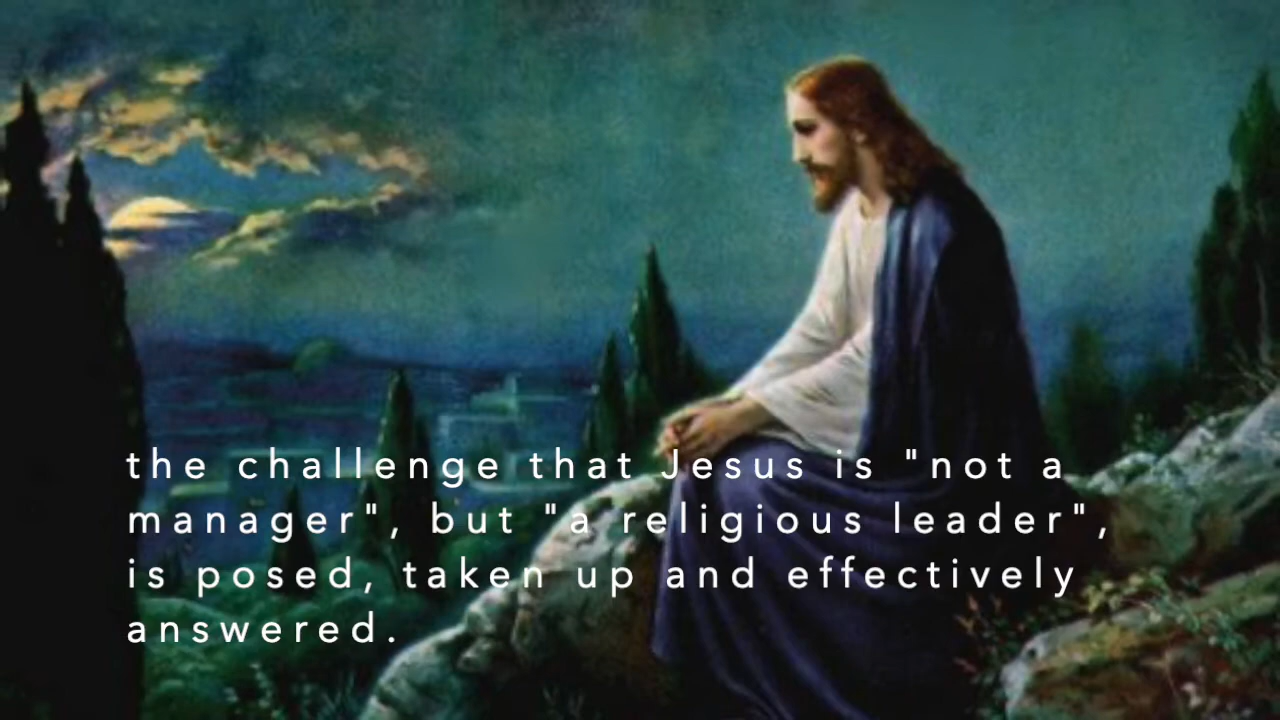 the challenge that Jesus is "not a
manager", but "a religious leader",
is posed, taken up and effectively
answered.